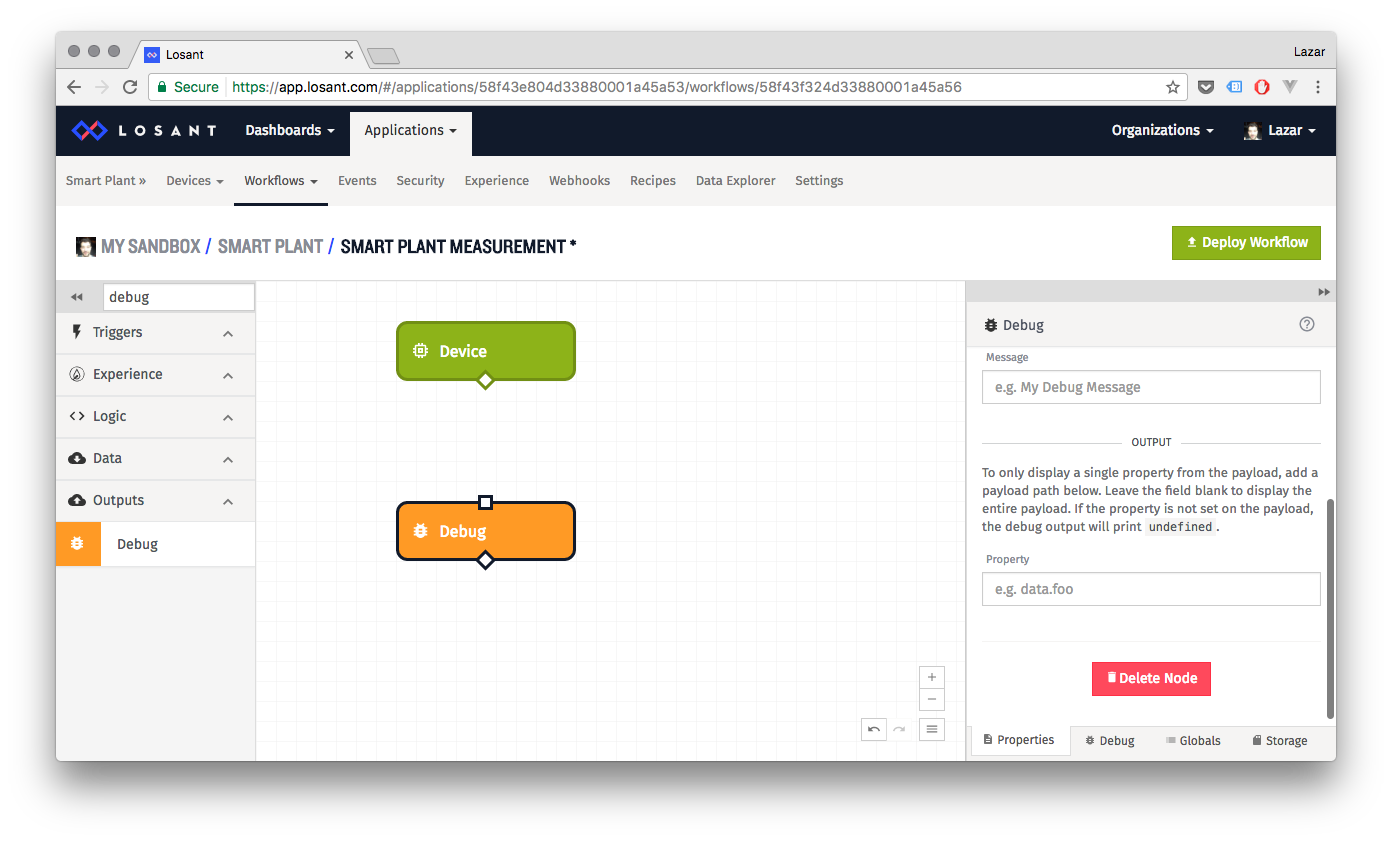 Losant
Lazar
Secure https://app.losant.com/#/applications/58f43e804d33880001a45a53/workflows/58f43f324d33880001a45a56
LOSANT Dashboards Applications Organizations Lazar
Smart Plant » Devices Workflows Events Security Experience Webhooks Recipes Data Explorer Settings
MY SANDBOX / SMART PLANT / SMART PLANT MEASUREMENT *
Deploy Workflow
debug
Triggers
Experience
Logic
Data
Outputs
Debug
Device
Debug
Debug
Message
e.g. My Debug Message
OUTPUT
To only display a single property from the payload, add a
payload path below. Leave the field blank to display the
entire payload. If the property is not set on the payload,
the debug output will print undefined.
Property
e.g. data.foo
Delete Node
Properties Debug Globals Storage